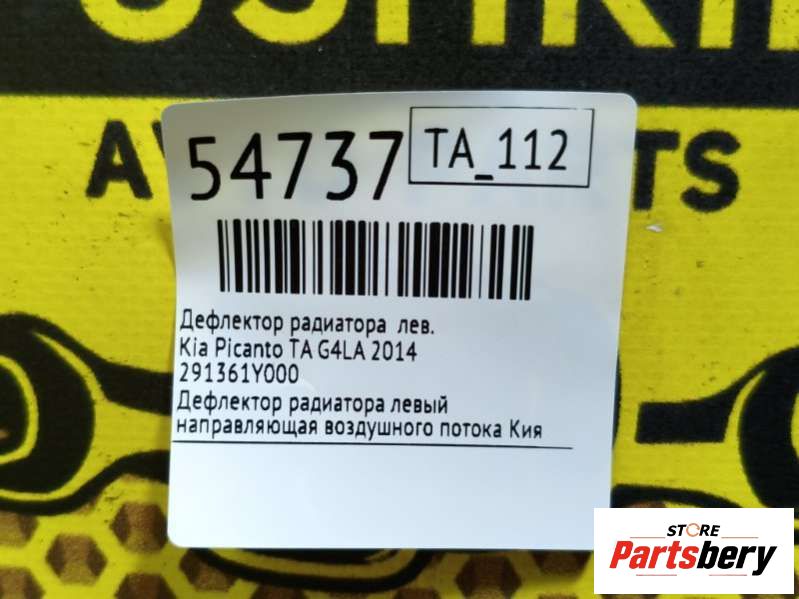 54737 TA_112
Дефлектор радиатора лев.
Kia Picanto TA G4LA 2014
291361Y000
Дефлектор радиатора левый
направляющая воздушного потока Кия
STORE
Partsbery